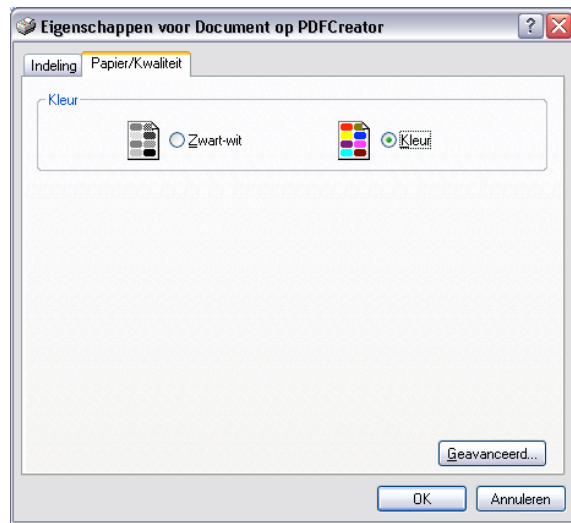 Eigenschappen voor Document op PDFCreator
Indeling Papier/Kwaliteit
Kleur
Zwart-wit Kleur
Geavanceerd...
OK Annuleren